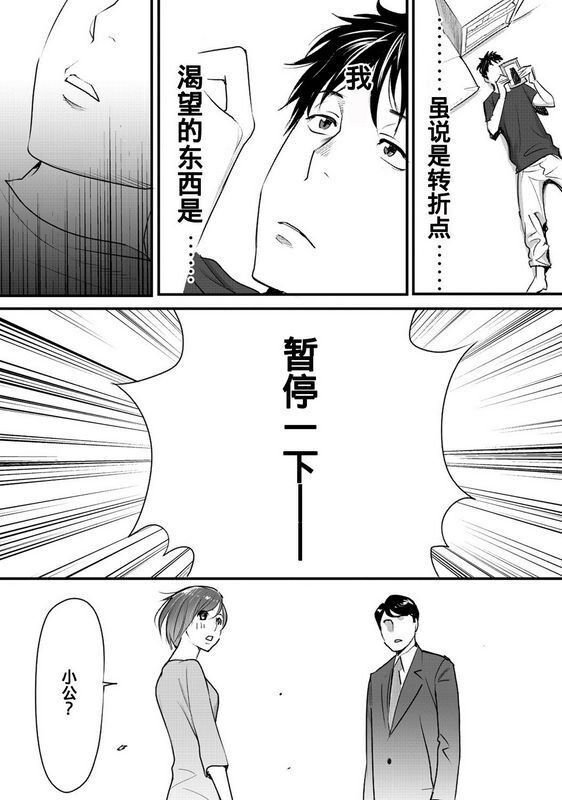 ………虽说是转折点………
我
渴望的东西是……
暂停一下——
小公？